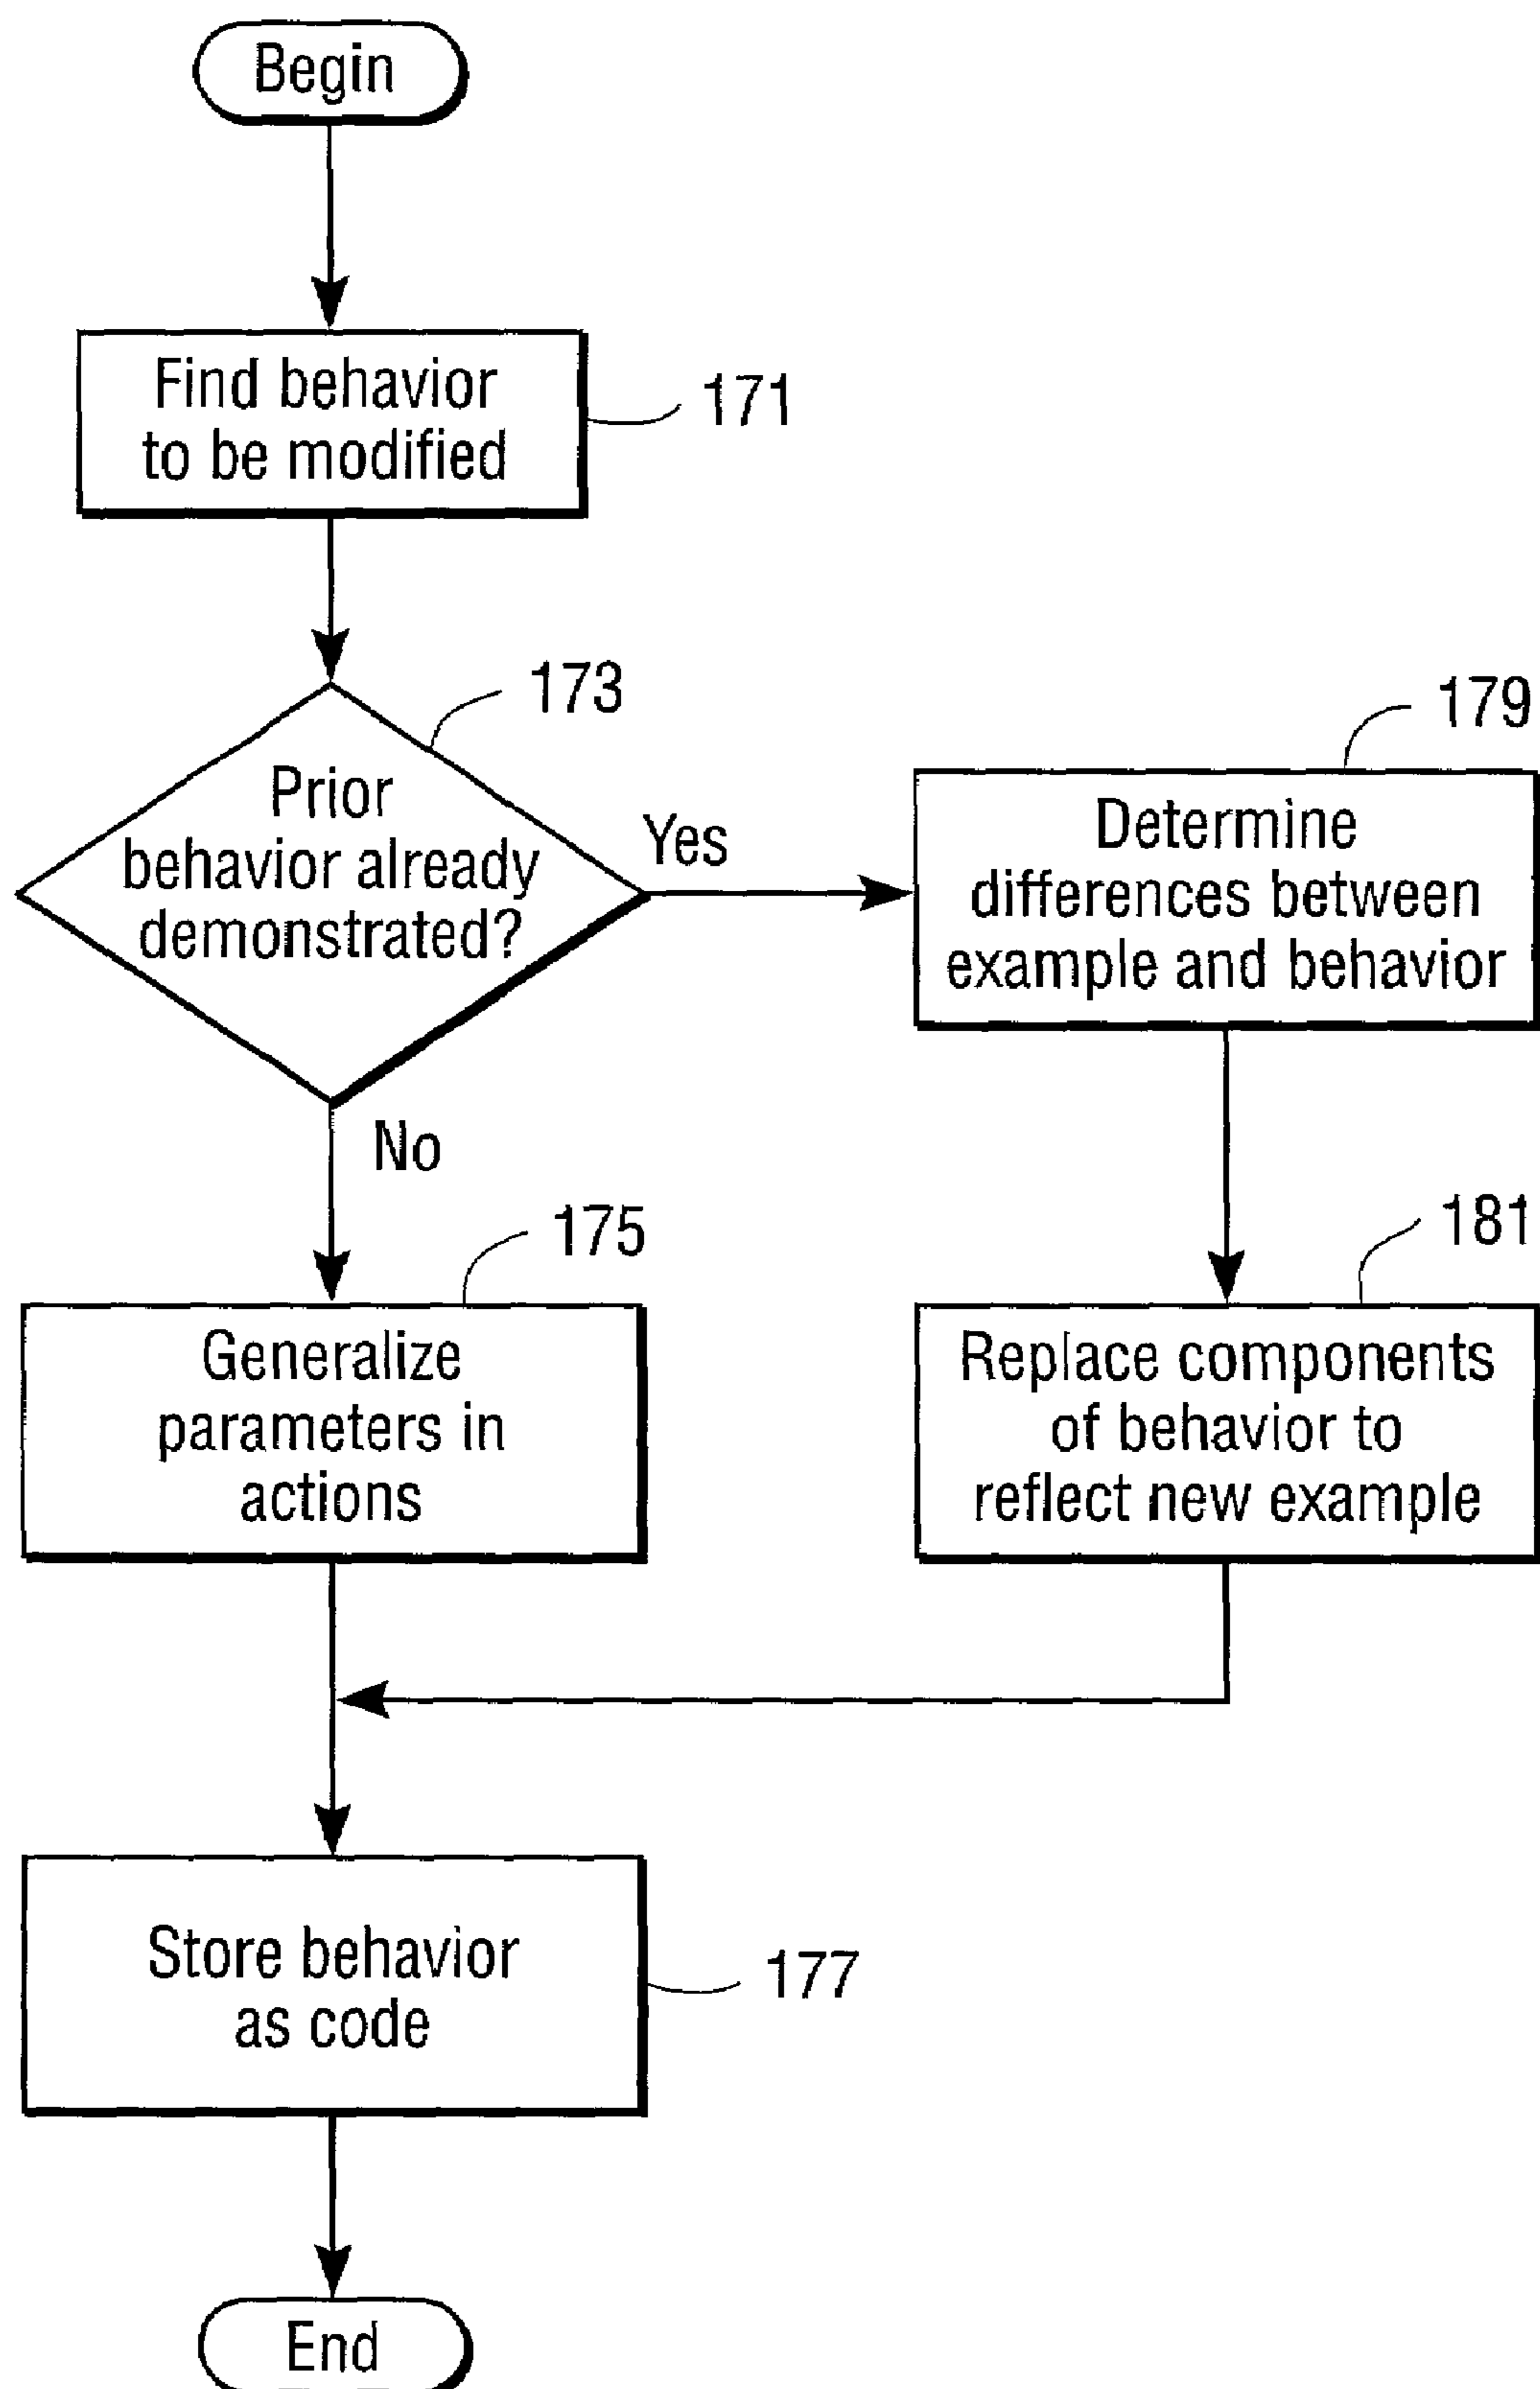 Begin
Find behavior
to be modified
171
173
Prior
behavior already
demonstrated?
Yes
No
179
Determine
differences between
example and behavior
175
Generalize
parameters in
actions
181
Replace components
of behavior to
reflect new example
Store behavior
as code
177
End